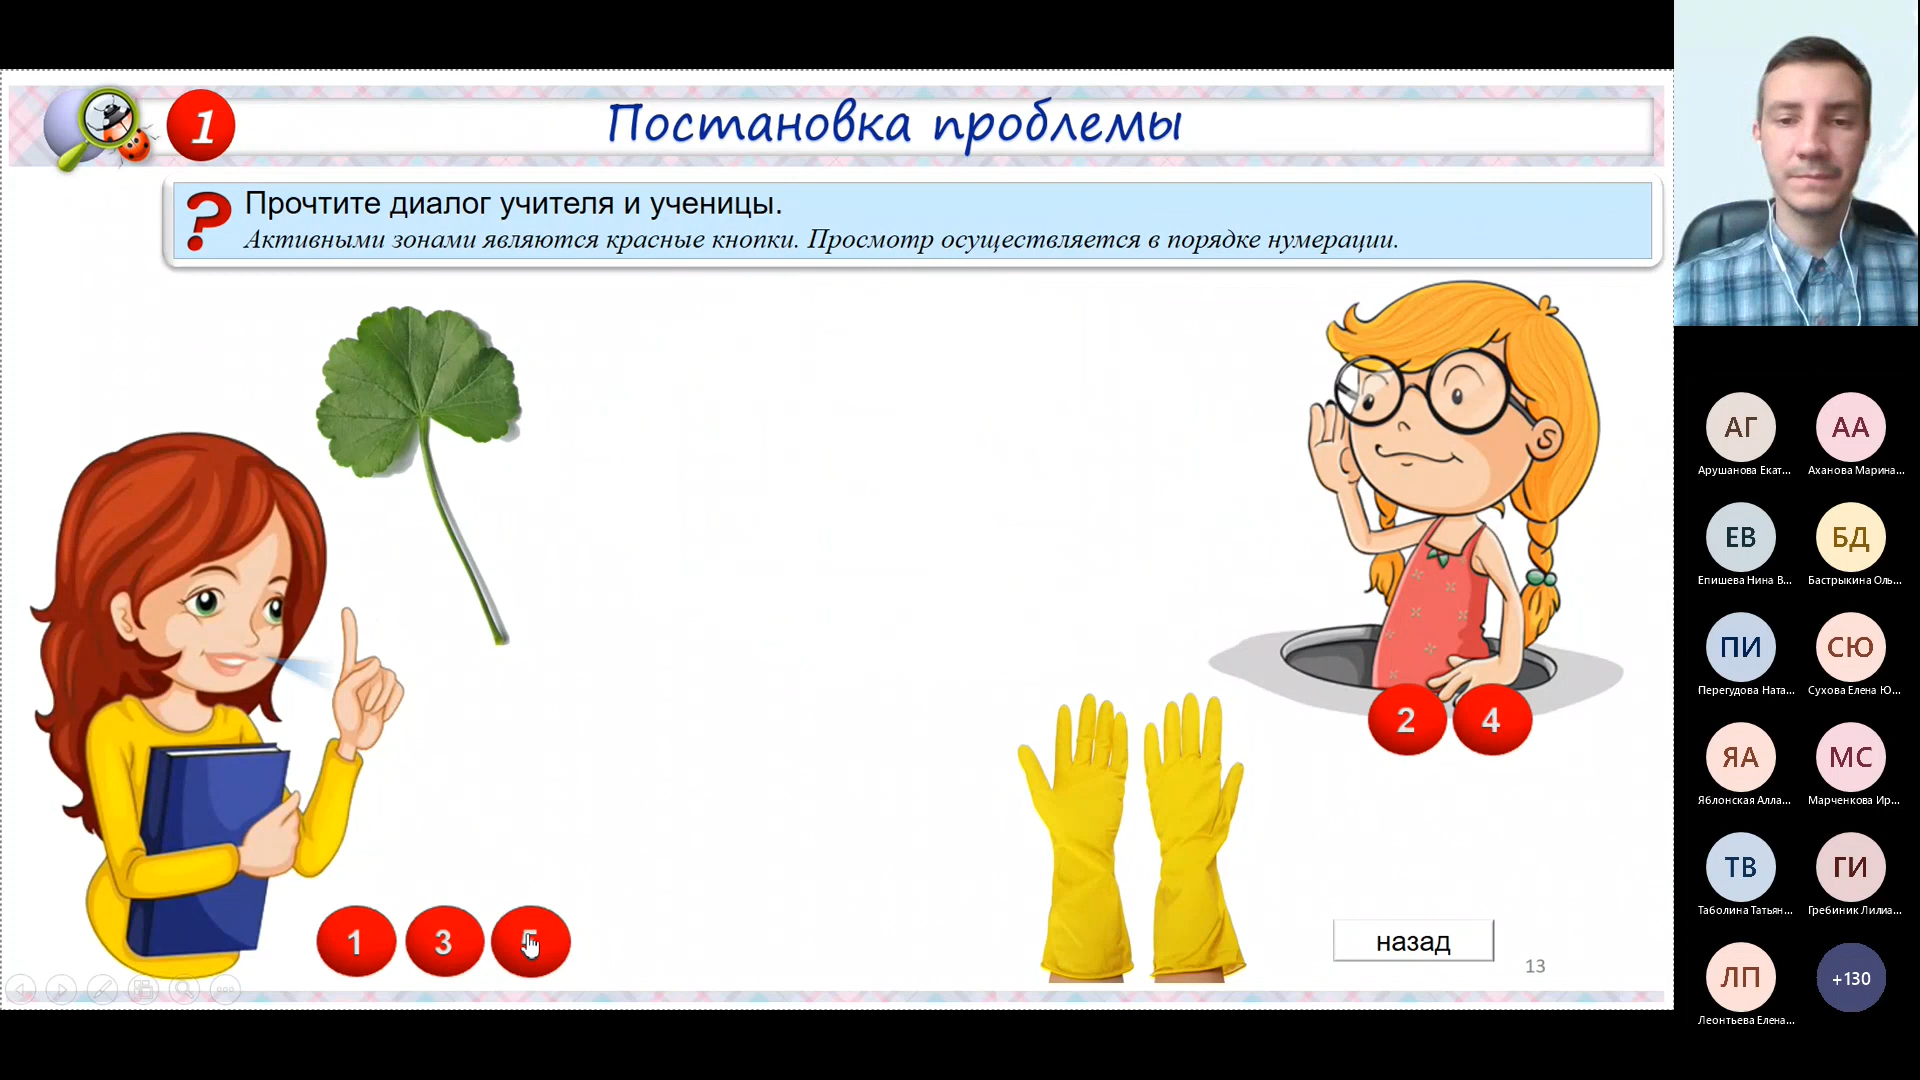 1
Постановка проблемы
?
Прочтите диалог учителя и ученицы.
Активными зонами являются красные кнопки. Просмотр осуществляется в порядке нумерации.
2 4
1 3 5
назад
13
АГ АА
Арушанова Екат... Аханова Марина...
ЕВ БД
Епишева Нина В... Бастрыкина Оль...
ПИ СЮ
Перегудова Ната... Сухова Елена Ю...
ЯА МС
Яблонская Алла... Марченкова Ир...
ТВ ГИ
Таболина Татьян... Гребиник Лилиа...
ЛП +130
Леонтьева Елена...